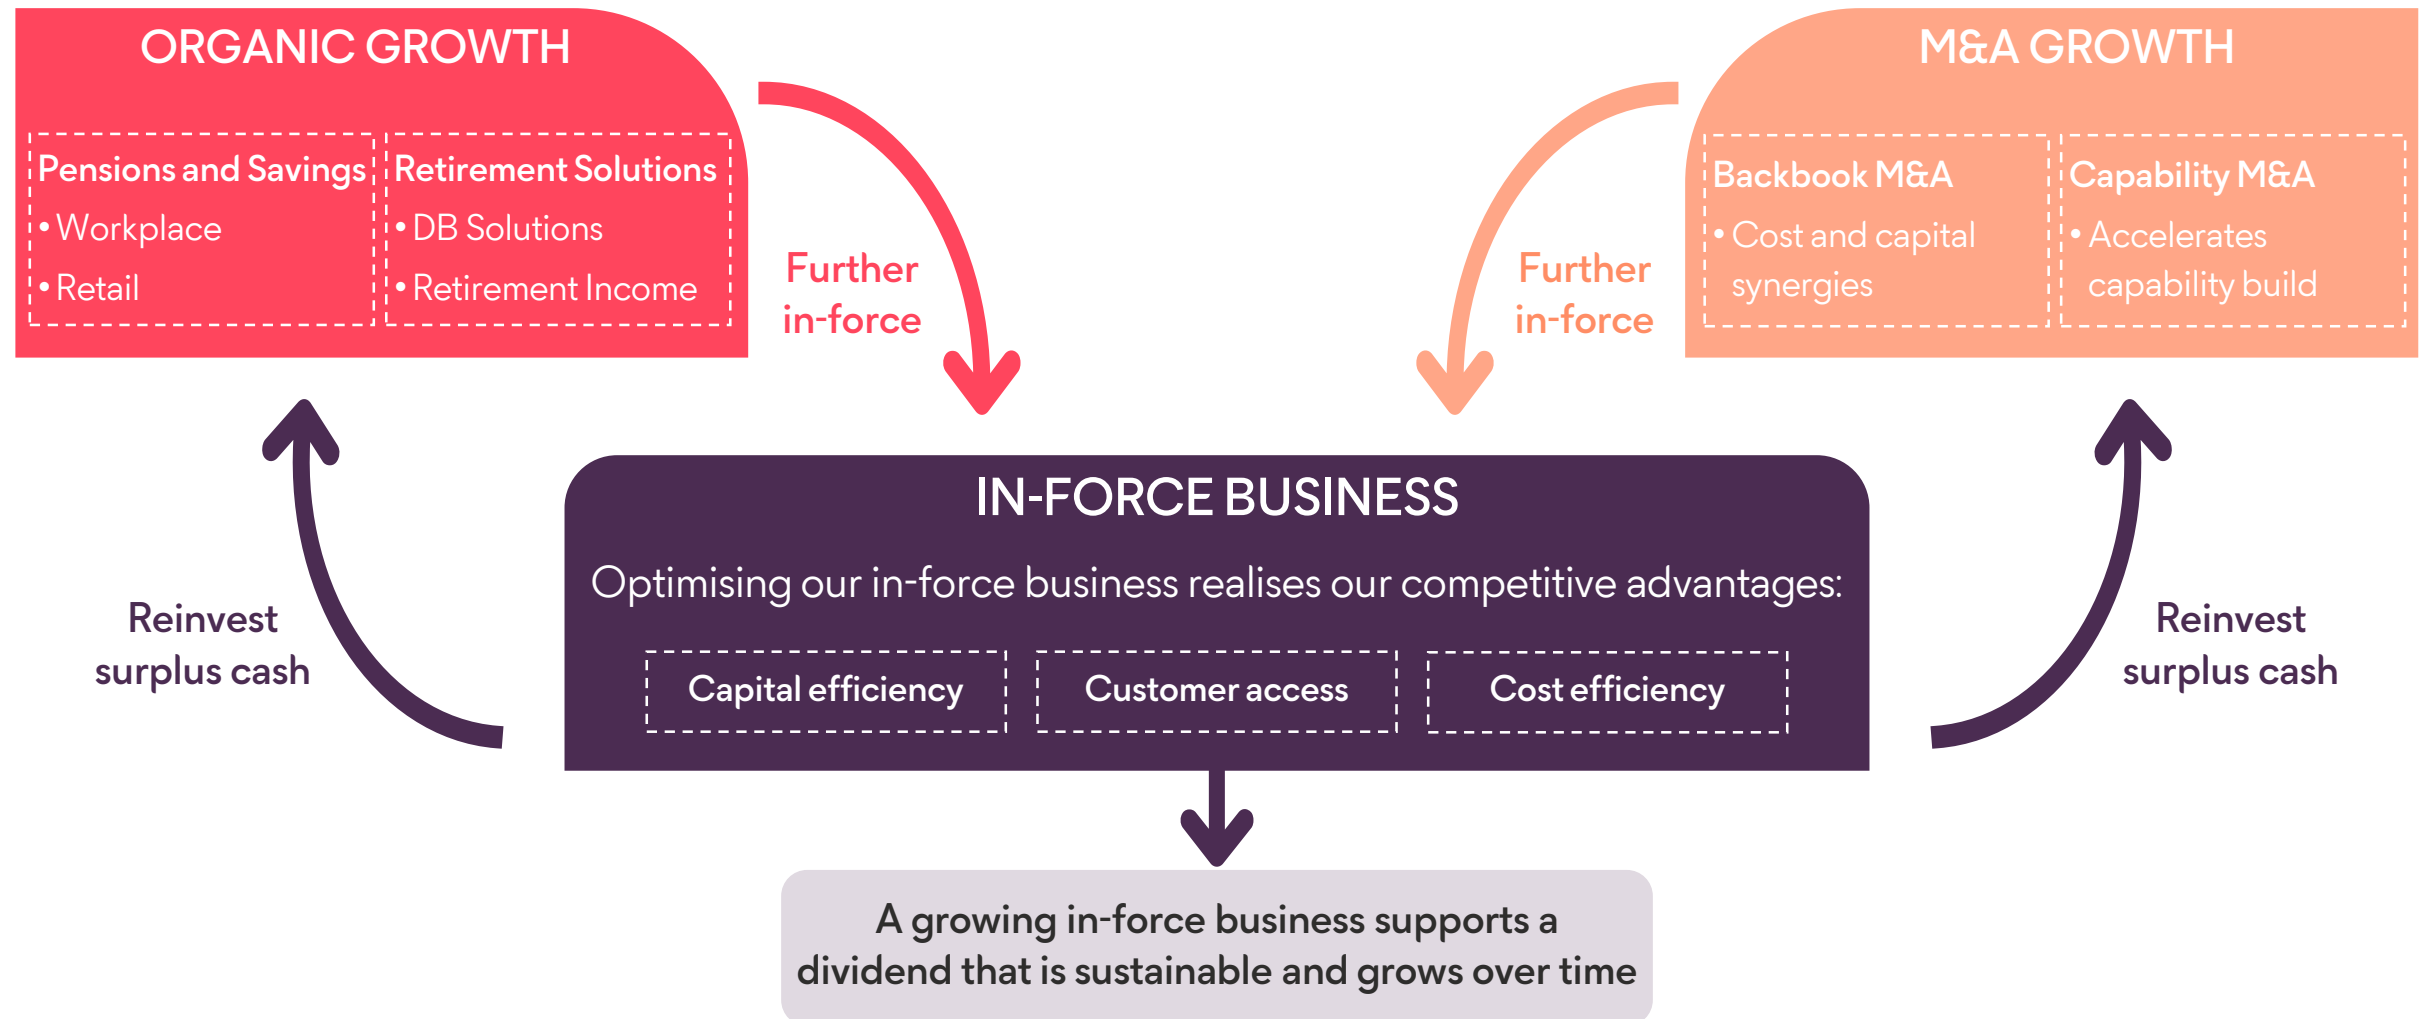 ORGANIC GROWTH
Pensions and Savings
• Workplace
• Retail
Retirement Solutions
• DB Solutions
• Retirement Income
Further
in-force
M&A GROWTH
Backbook M&A
• Cost and capital
synergies
Capability M&A
• Accelerates
capability build
Further
in-force
IN-FORCE BUSINESS
Optimising our in-force business realises our competitive advantages:
Capital efficiency
Customer access
Cost efficiency
Reinvest
surplus cash
Reinvest
surplus cash
A growing in-force business supports a
dividend that is sustainable and grows over time